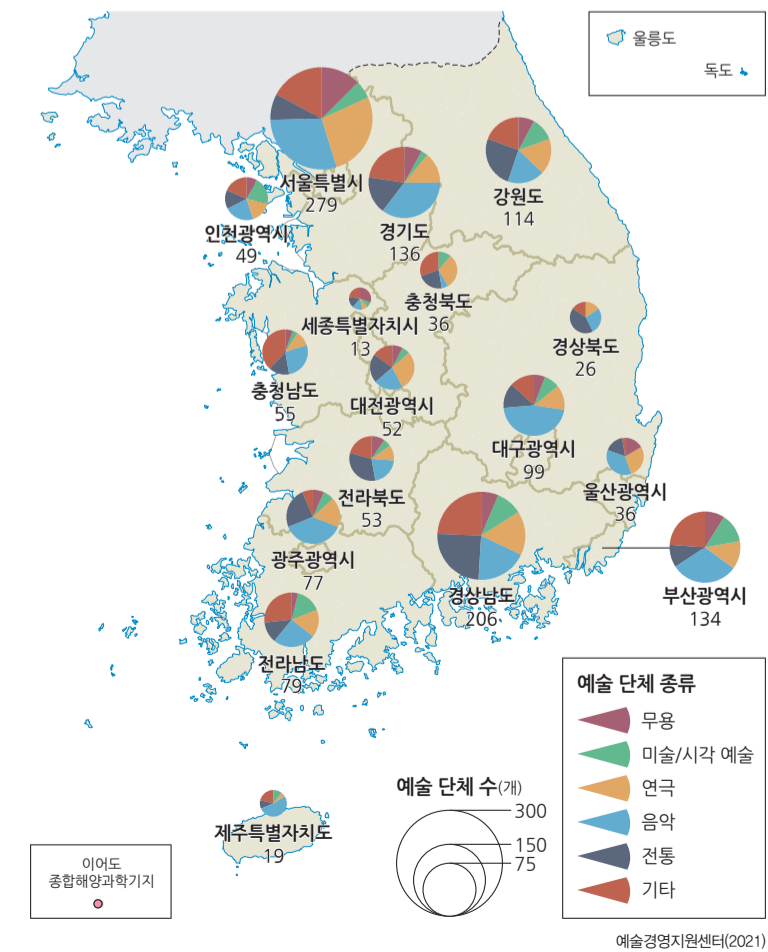 울릉도
독도
서울특별시
279
강원도
114
인천광역시
49
경기도
136
충청북도
36
세종특별자치시
13
경상북도
26
충청남도
55
대전광역시
52
대구광역시
99
울산광역시
36
전라북도
53
광주광역시
77
경상남도
206
부산광역시
134
전라남도
79
제주특별자치도
19
이어도
종합해양과학기지
예술 단체 수(개)
300
150
75
예술 단체 종류
무용
미술/시각 예술
연극
음악
전통
기타
예술경영지원센터(2021)